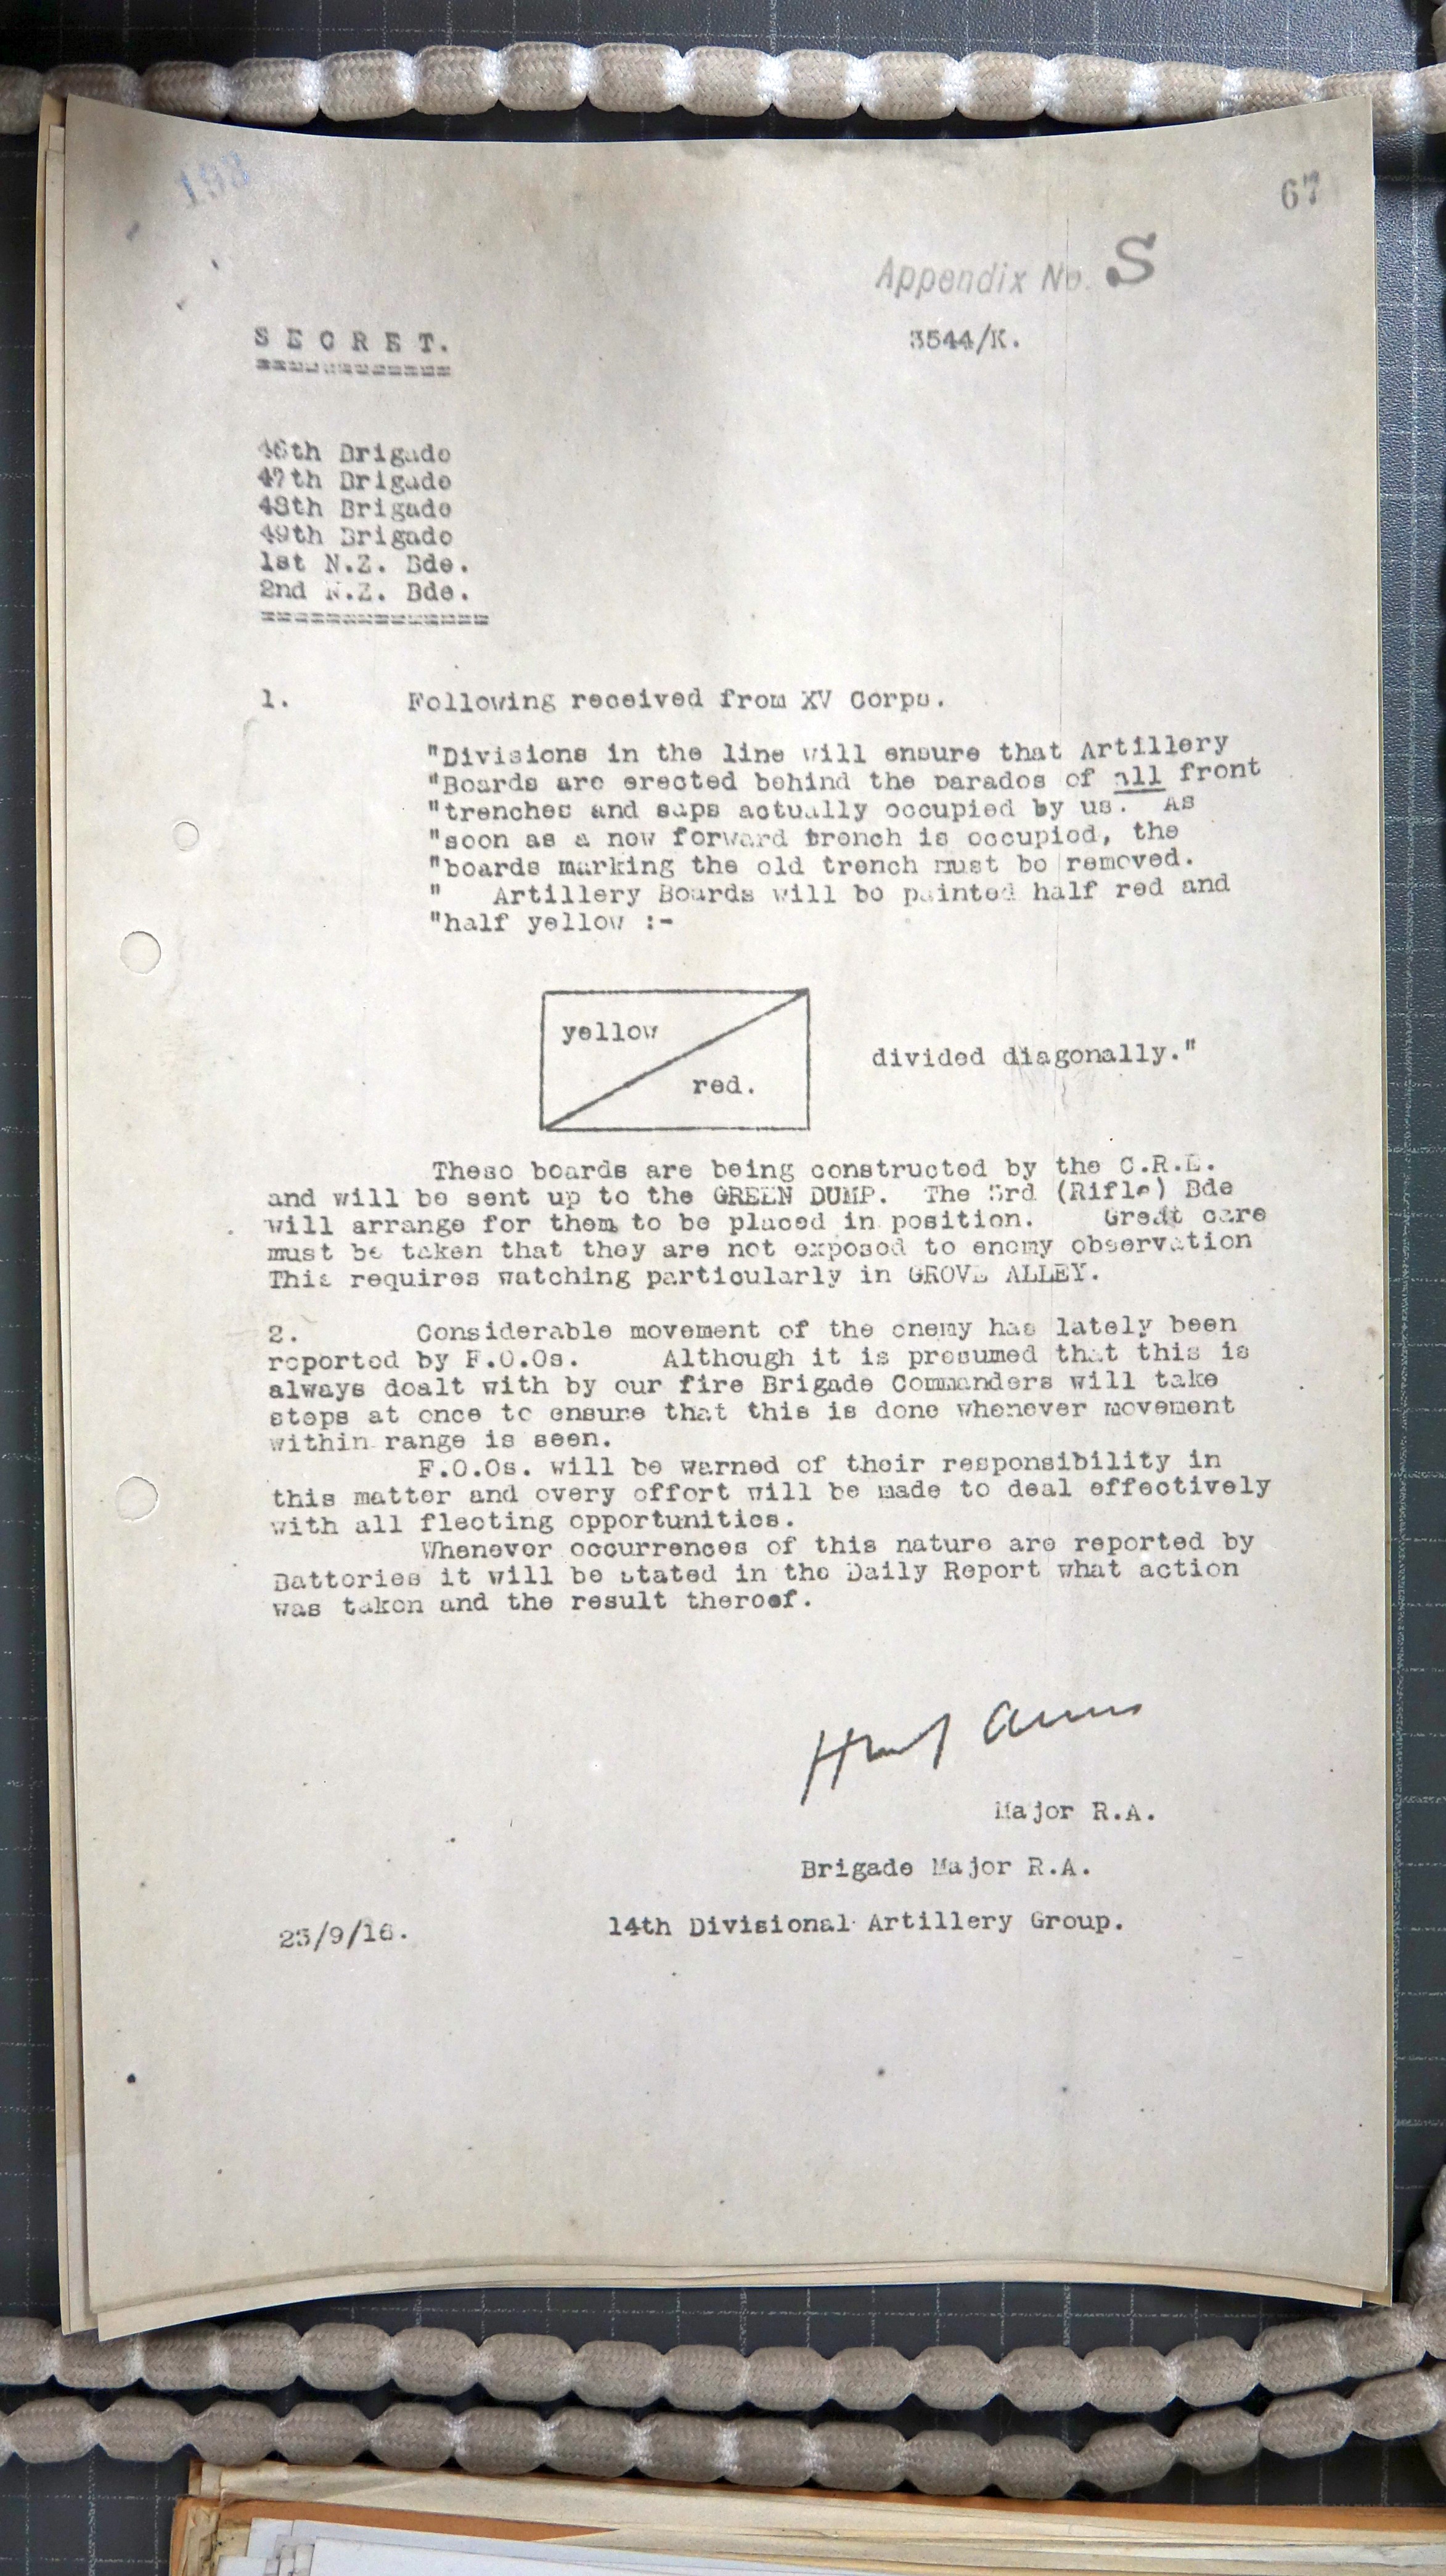 193
67
Appendix No. S
SECRET.
3544/K.
46th Brigade
47th Brigade
48th Brigade
49th Brigade
1st N.Z. Bde.
2nd N.Z. Bde.
1. Following received from XV Corps.
"Divisions in the line will ensure that Artillery
"Boards are erected behind the parados of all front
"trenches and saps actually occupied by us. As
"soon as a new forward trench is occupied, the
"boards marking the old trench must be removed.
" Artillery Boards will be painted half red and
"half yellow :-
yellow
red.
divided diagonally."
These boards are being constructed by the C.R.E.
and will be sent up to the GREEN DUMP. The 3rd (Rifle) Bde
will arrange for them to be placed in position. Great care
must be taken that they are not exposed to enemy observation
This requires watching particularly in GROVE ALLEY.
2. Considerable movement of the enemy has lately been
reported by F.O.Os. Although it is presumed that this is
always dealt with by our fire Brigade Commanders will take
steps at once to ensure that this is done whenever movement
within range is seen.
F.O.Os. will be warned of their responsibility in
this matter and every effort will be made to deal effectively
with all fleeting opportunities.
Whenever occurrences of this nature are reported by
Batteries it will be stated in the Daily Report what action
was taken and the result thereof.
Major R.A.
Brigade Major R.A.
14th Divisional Artillery Group.
23/9/16.